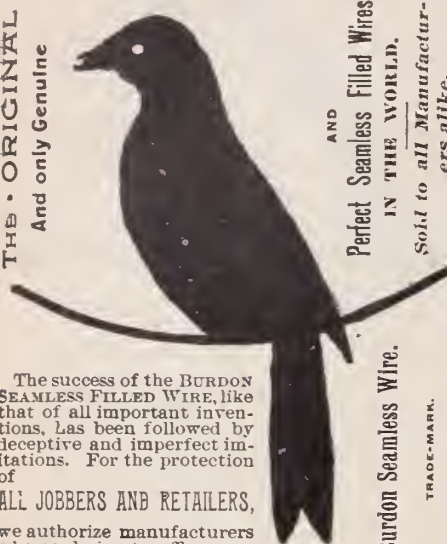 THE · ORIGINAL
And only Genuine
AND
Perfect Seamless Filled Wires
IN THE WORLD.
Sold to all Manufactur-
ers alike.
The success of the BURDON
SEAMLESS FILLED WIRE, like
that of all important inven-
tions, has been followed by
deceptive and imperfect im-
itations. For the protection
of
ALL JOBBERS AND RETAILERS,
we authorize manufacturers
Burdon Seamless Wire.
TRADE-MARK.